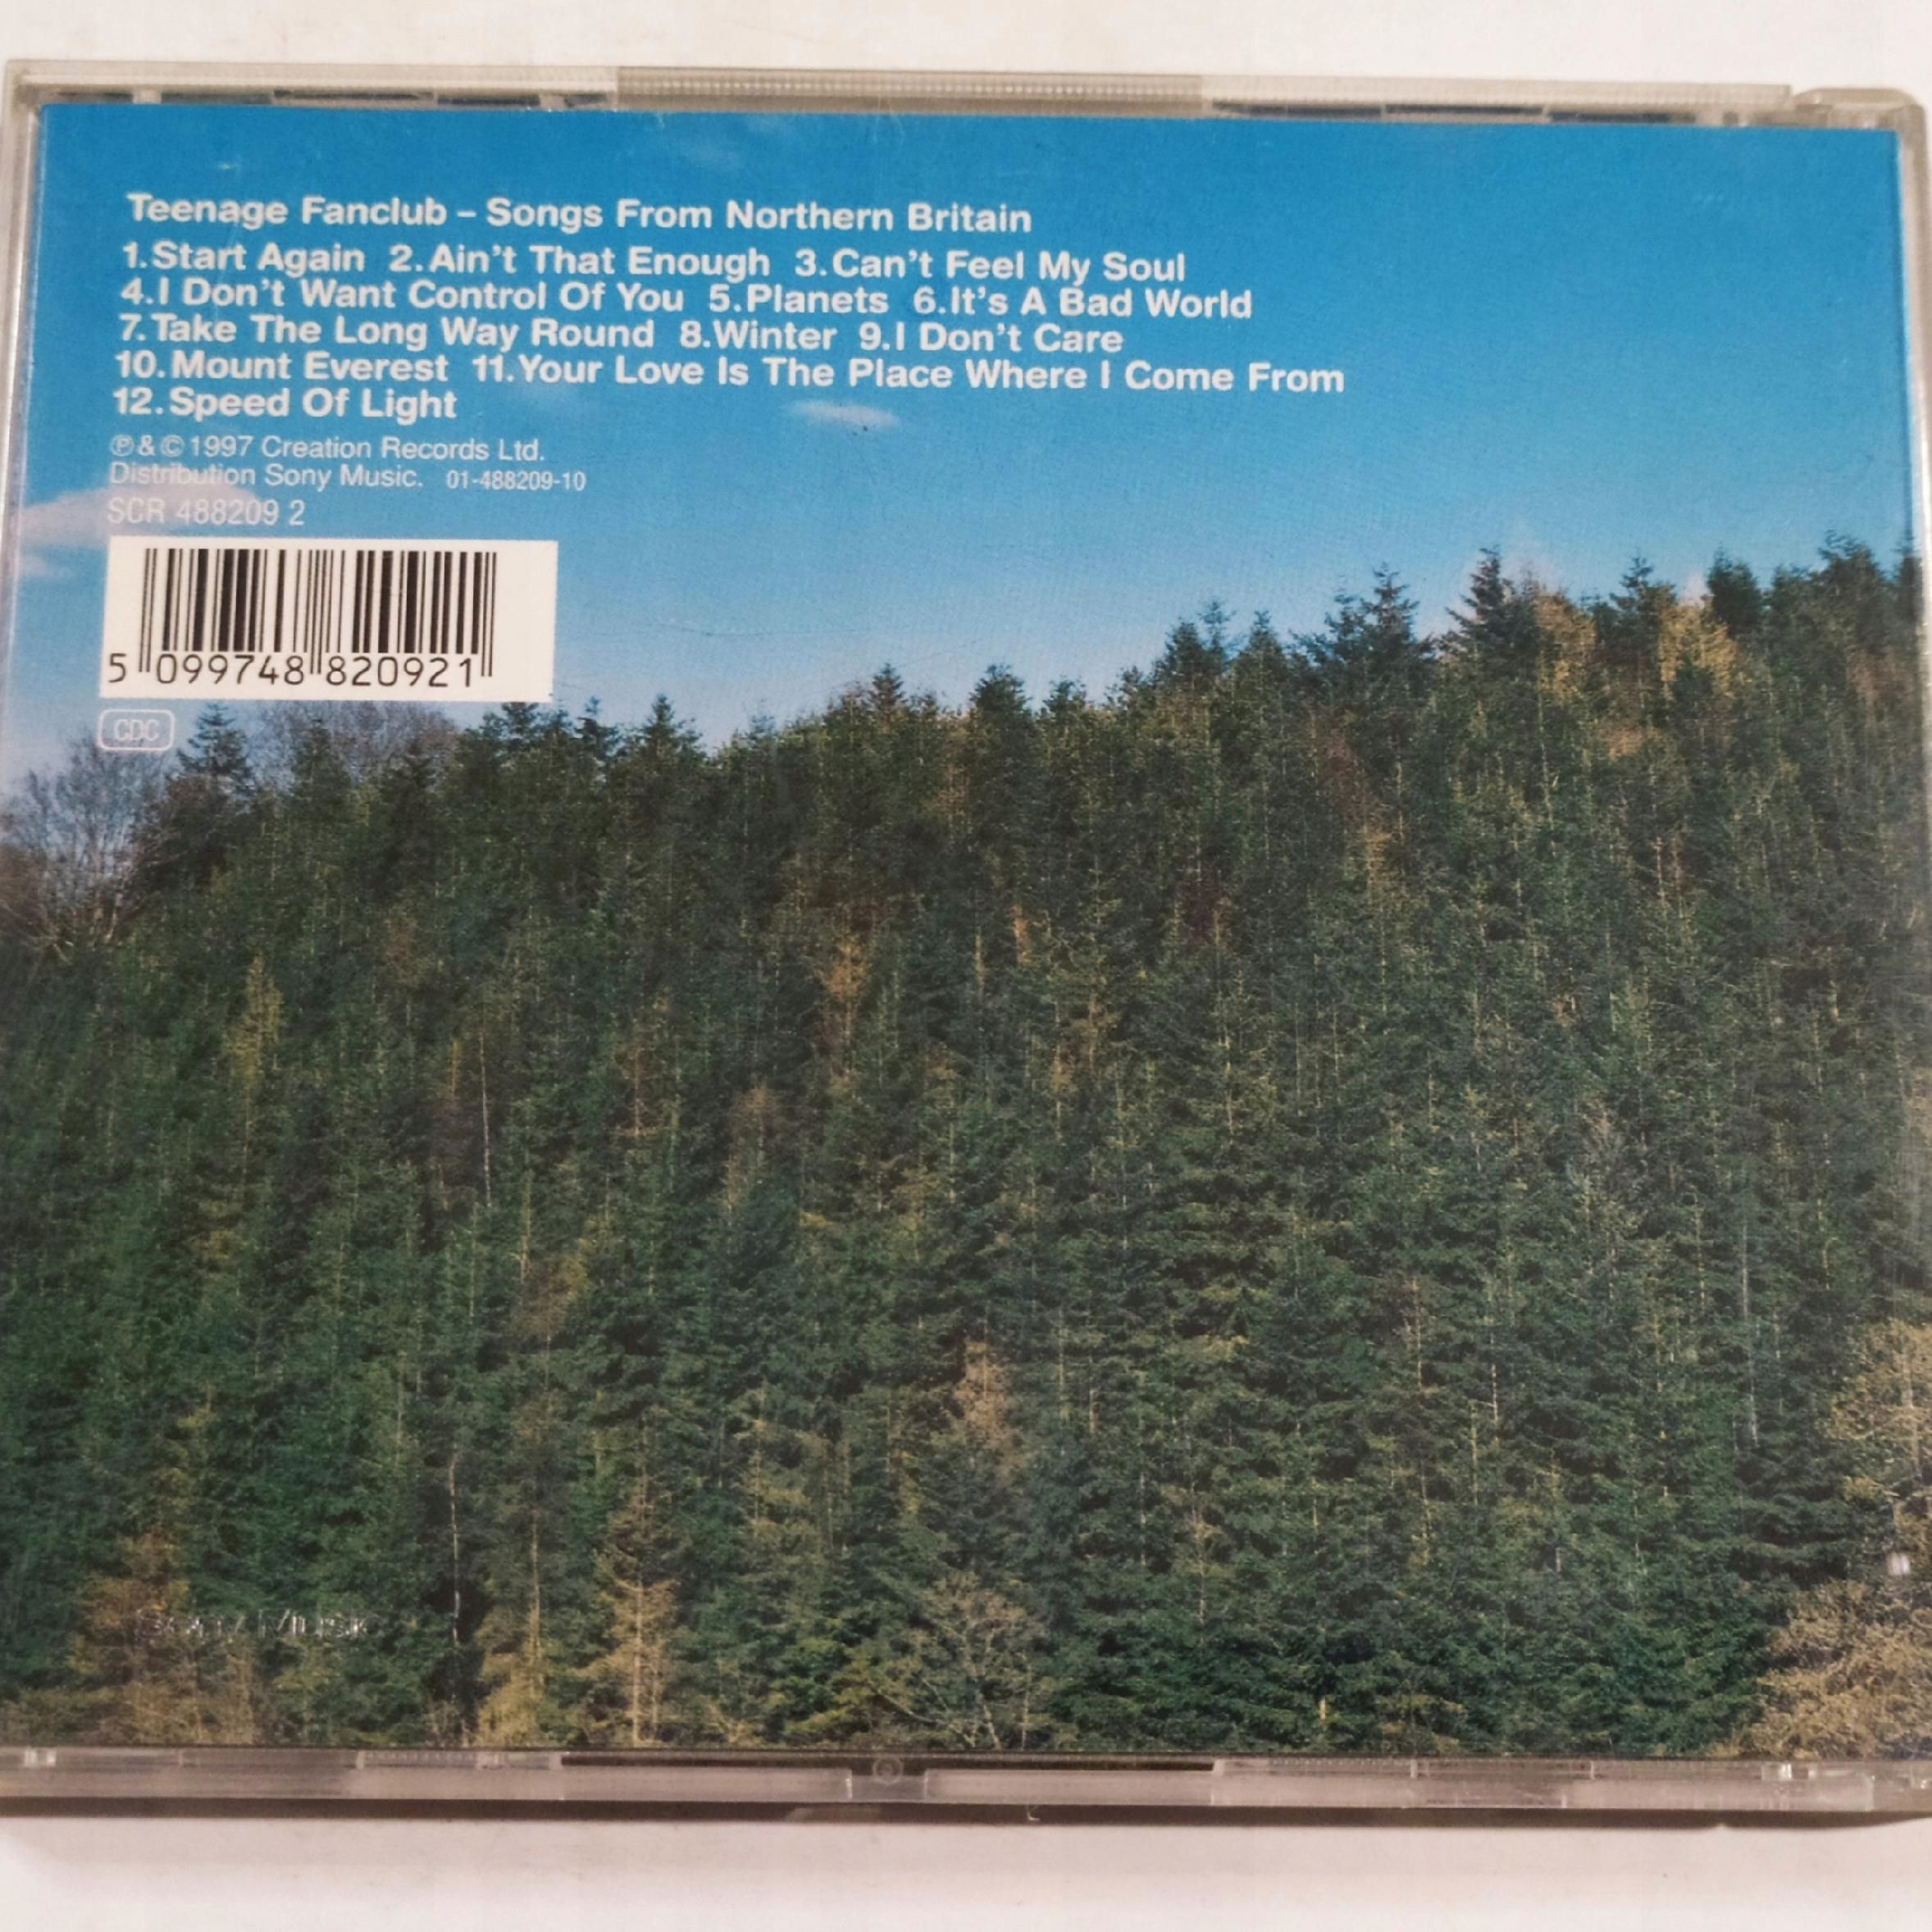 Teenage Fanclub – Songs From Northern Britain
1.Start Again 2.Ain't That Enough 3.Can't Feel My Soul
4.I Don't Want Control Of You 5.Planets 6.It's A Bad World
7.Take The Long Way Round 8.Winter 9.I Don't Care
10.Mount Everest 11.Your Love Is The Place Where I Come From
12.Speed Of Light
℗&©1997 Creation Records Ltd.
Distribution Sony Music. 01-488209-10
SCR 488209 2
5 099748 820921
CDC
Sony Music